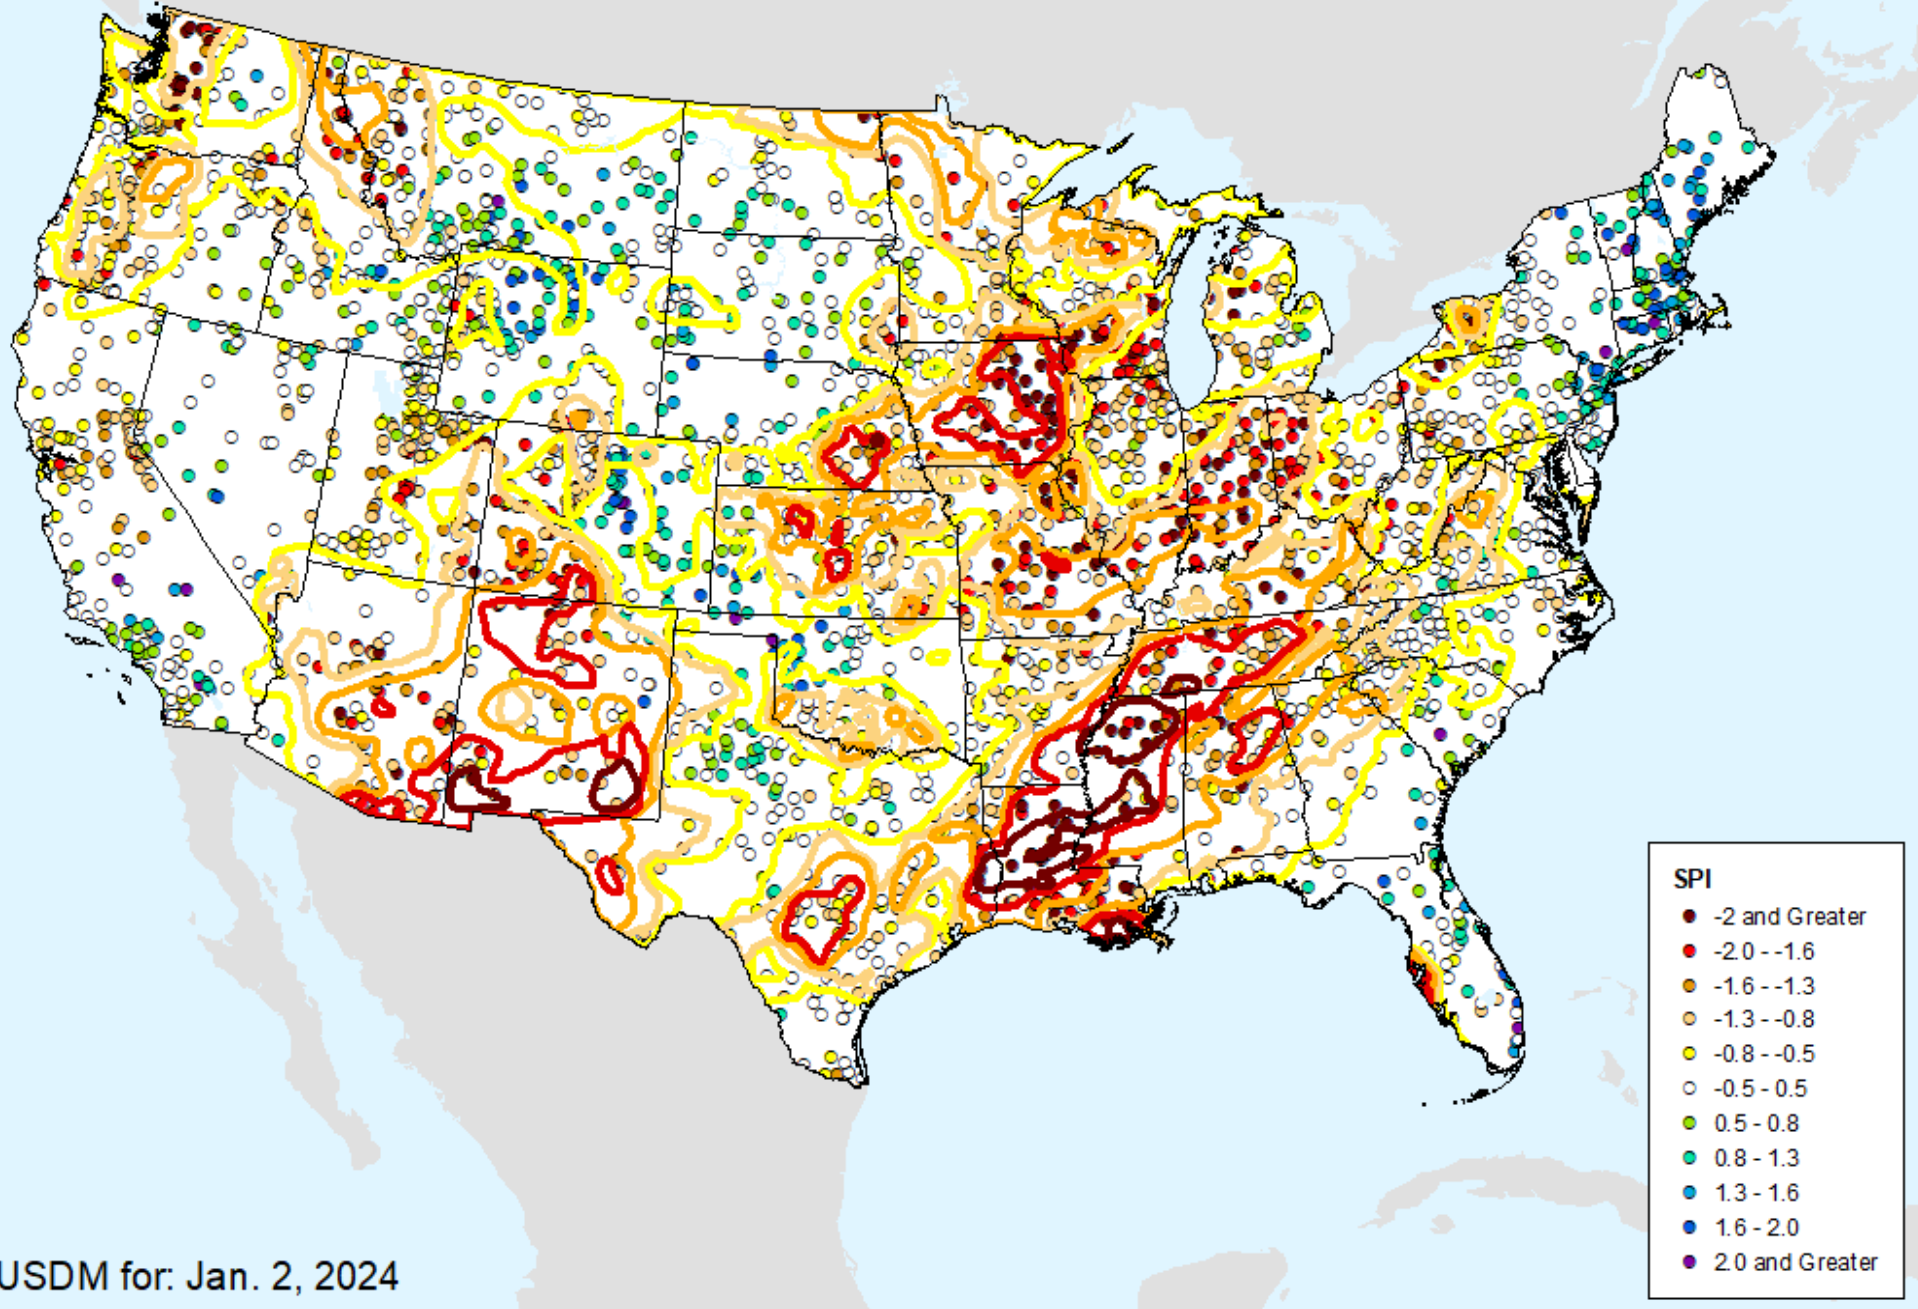 SPI
-2 and Greater
-2.0 - -1.6
-1.6 - -1.3
-1.3 - -0.8
-0.8 - -0.5
-0.5 - 0.5
0.5 - 0.8
0.8 - 1.3
1.3 - 1.6
1.6 - 2.0
2.0 and Greater
USDM for: Jan. 2, 2024